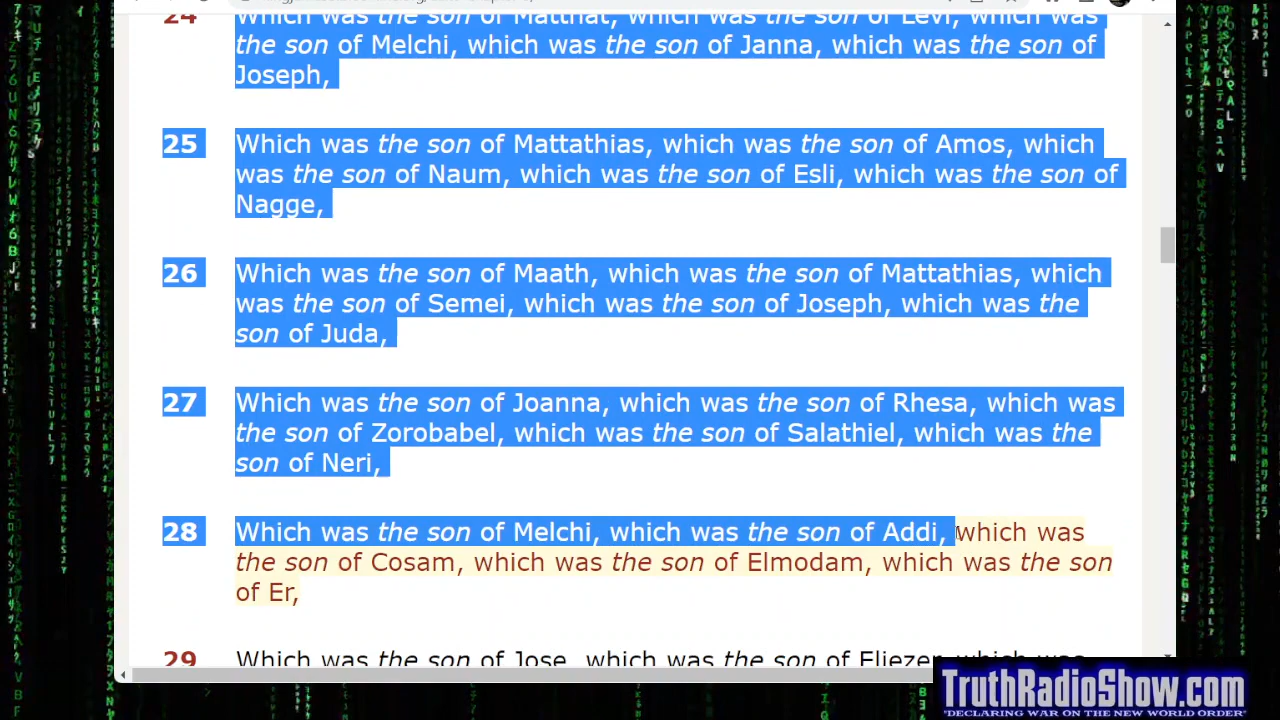 24 Which was the son of Matthat, which was the son of Levi, which was
the son of Melchi, which was the son of Janna, which was the son of
Joseph,
25 Which was the son of Mattathias, which was the son of Amos, which
was the son of Naum, which was the son of Esli, which was the son of
Nagge,
26 Which was the son of Maath, which was the son of Mattathias, which
was the son of Semei, which was the son of Joseph, which was the
son of Juda,
27 Which was the son of Joanna, which was the son of Rhesa, which was
the son of Zorobabel, which was the son of Salathiel, which was the
son of Neri,
28 Which was the son of Melchi, which was the son of Addi, which was
the son of Cosam, which was the son of Elmodam, which was the son
of Er,
29 Which was the son of Jose, which was the son of Eliezer, which was
TruthRadioShow.com
"DECLARING WAR ON THE NEW WORLD ORDER"